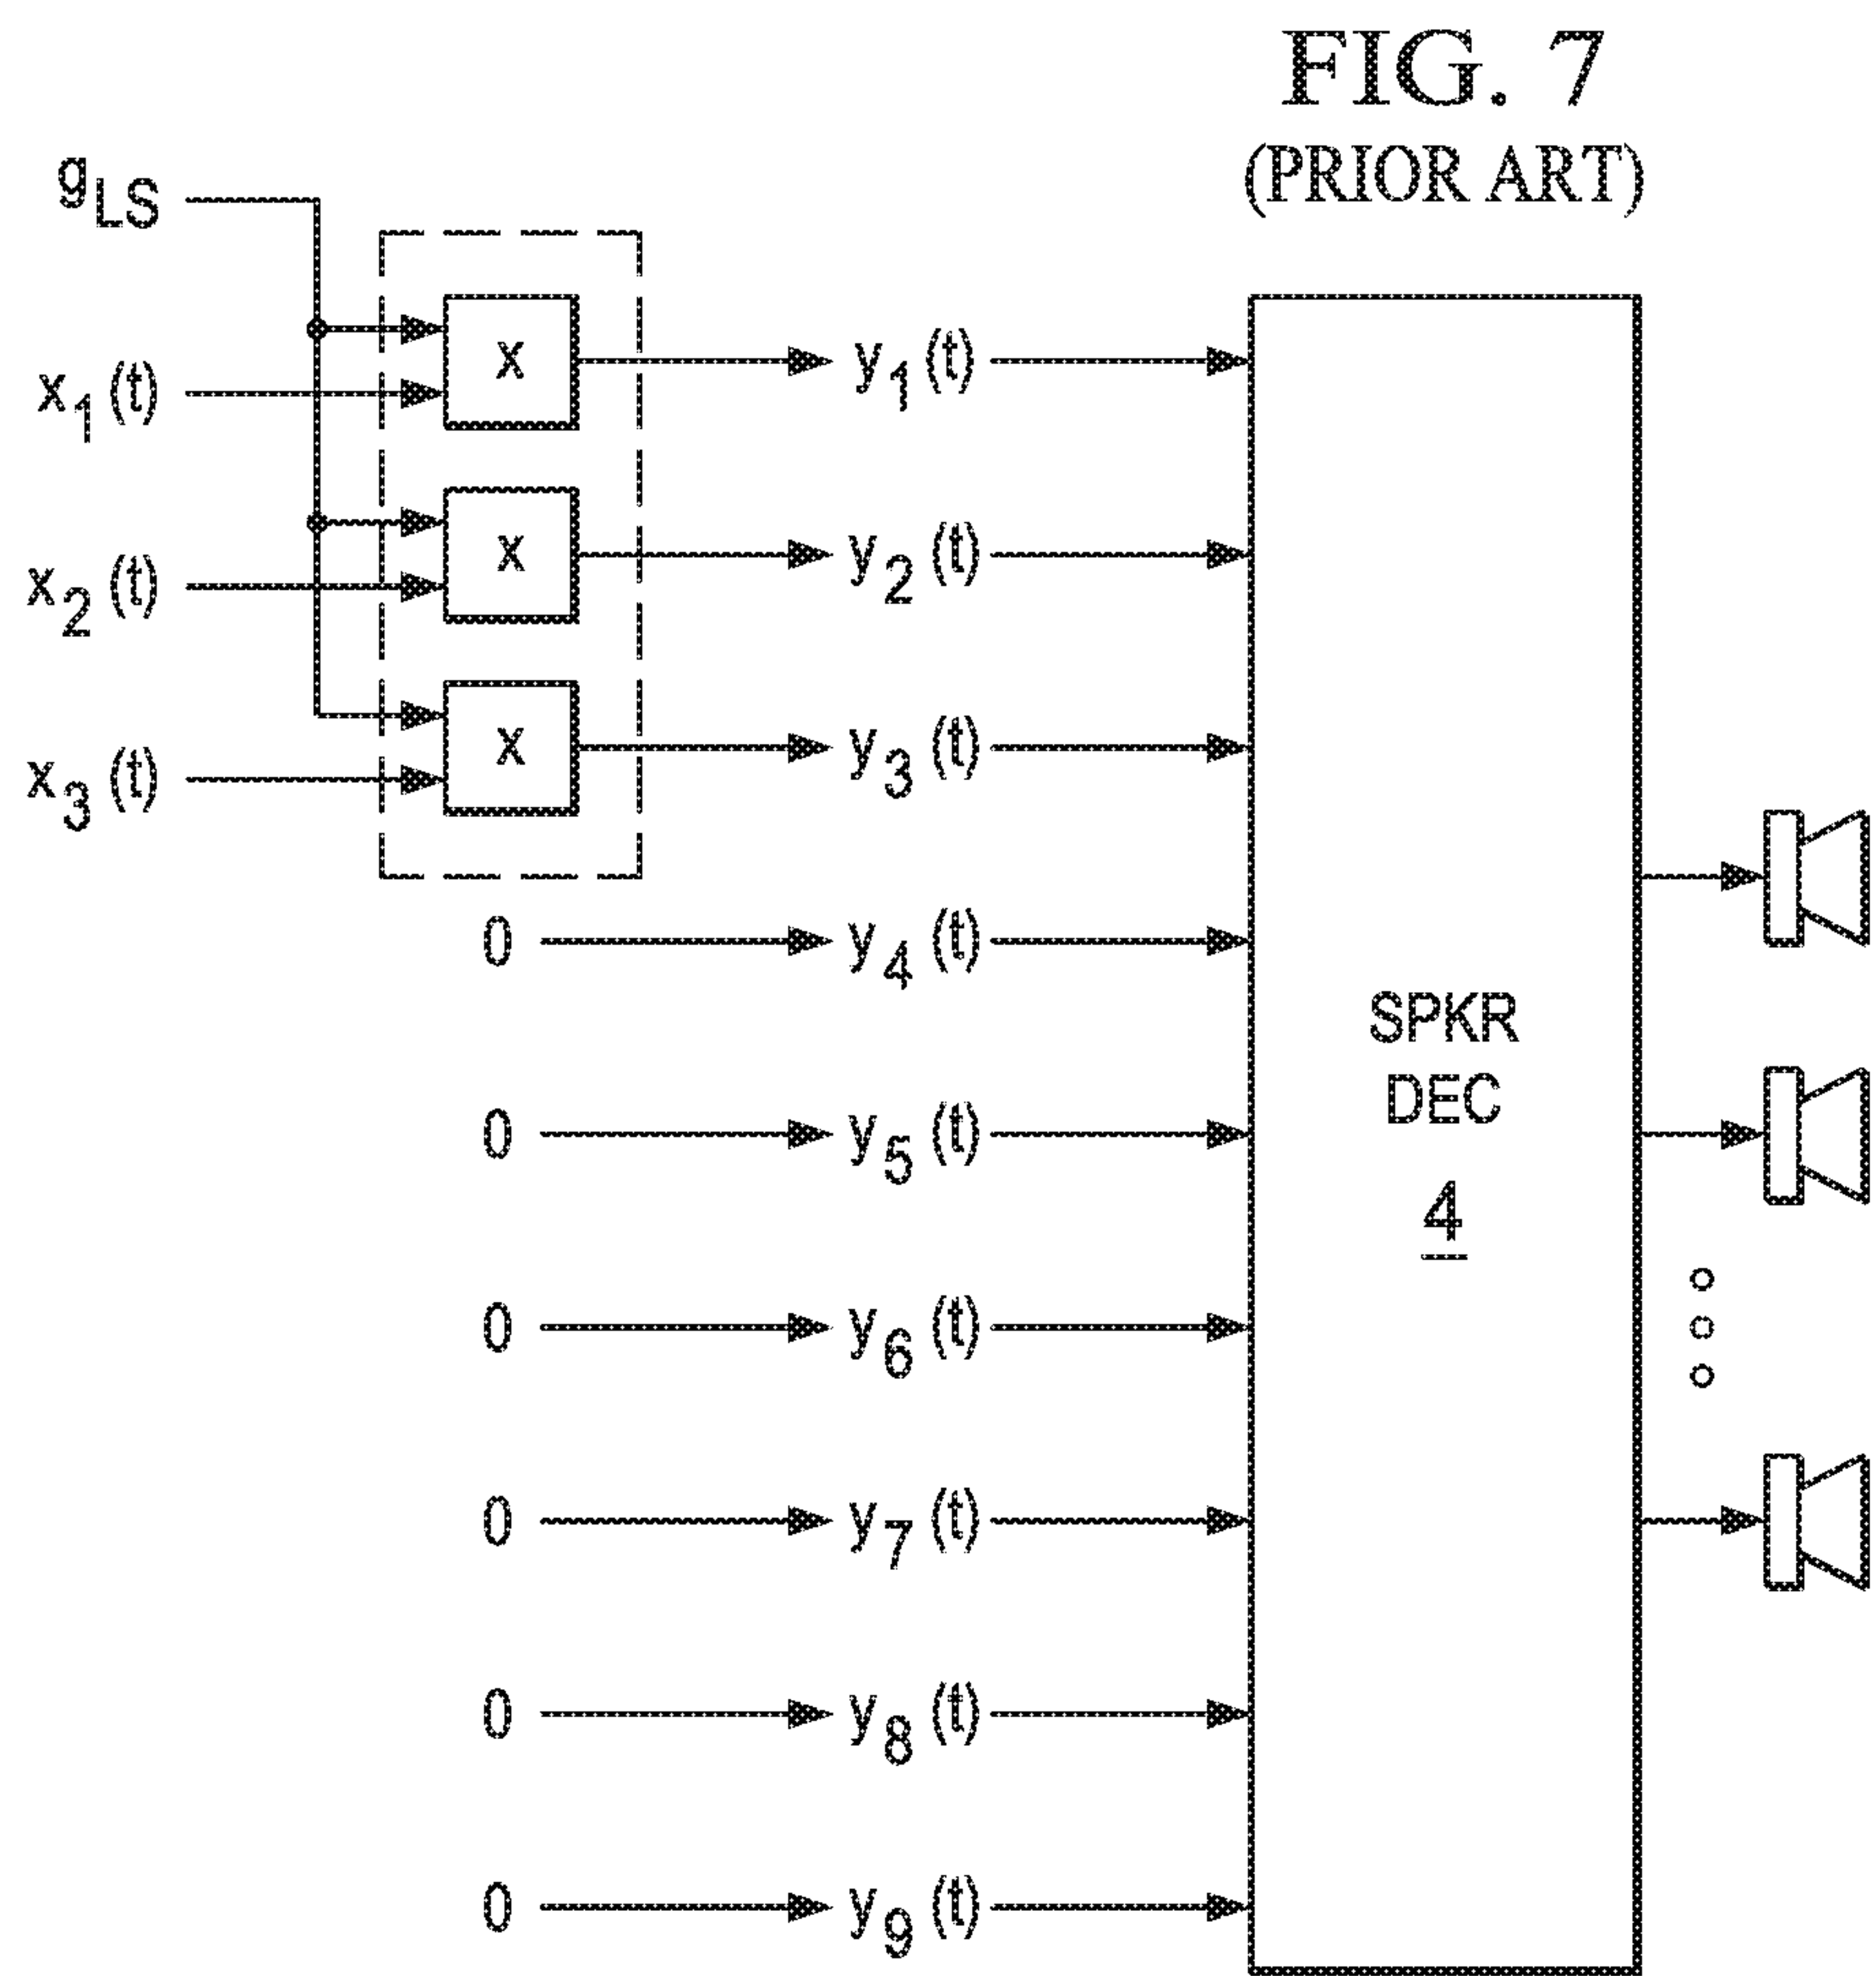 FIG. 7
(PRIOR ART)
gLS
x1(t)
x
y1(t)
x2(t)
x
y2(t)
x3(t)
x
y3(t)
0
y4(t)
SPKR
DEC
4
0
y5(t)
0
y6(t)
0
y7(t)
0
y8(t)
0
y9(t)